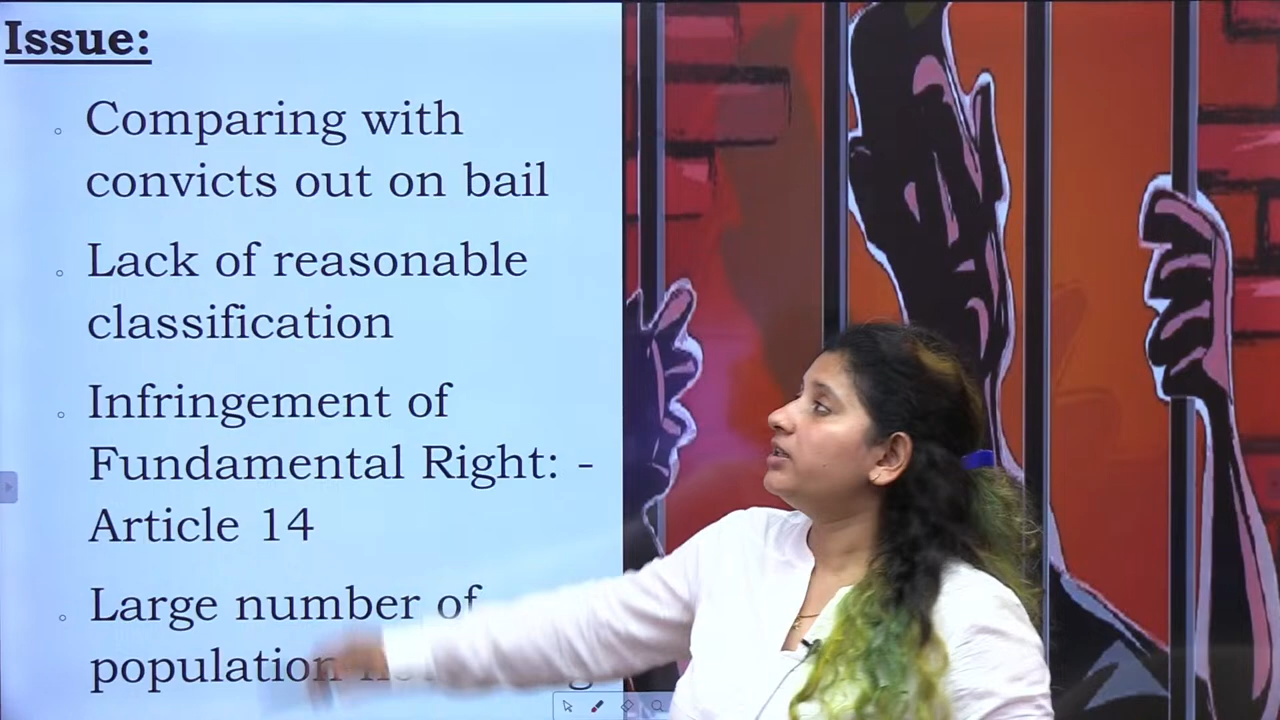 Issue:
Comparing with
convicts out on bail
Lack of reasonable
classification
Infringement of
Fundamental Right: -
Article 14
Large number of
population